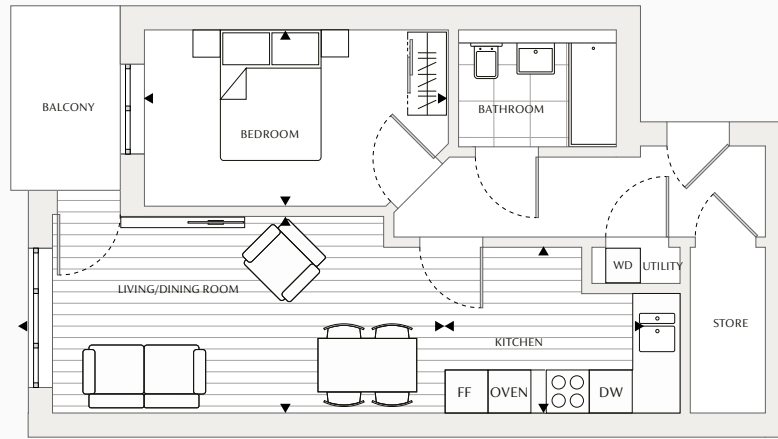 BALCONY
BEDROOM
BATHROOM
WD
UTILITY
LIVING/DINING ROOM
STORE
KITCHEN
FF
OVEN
DW